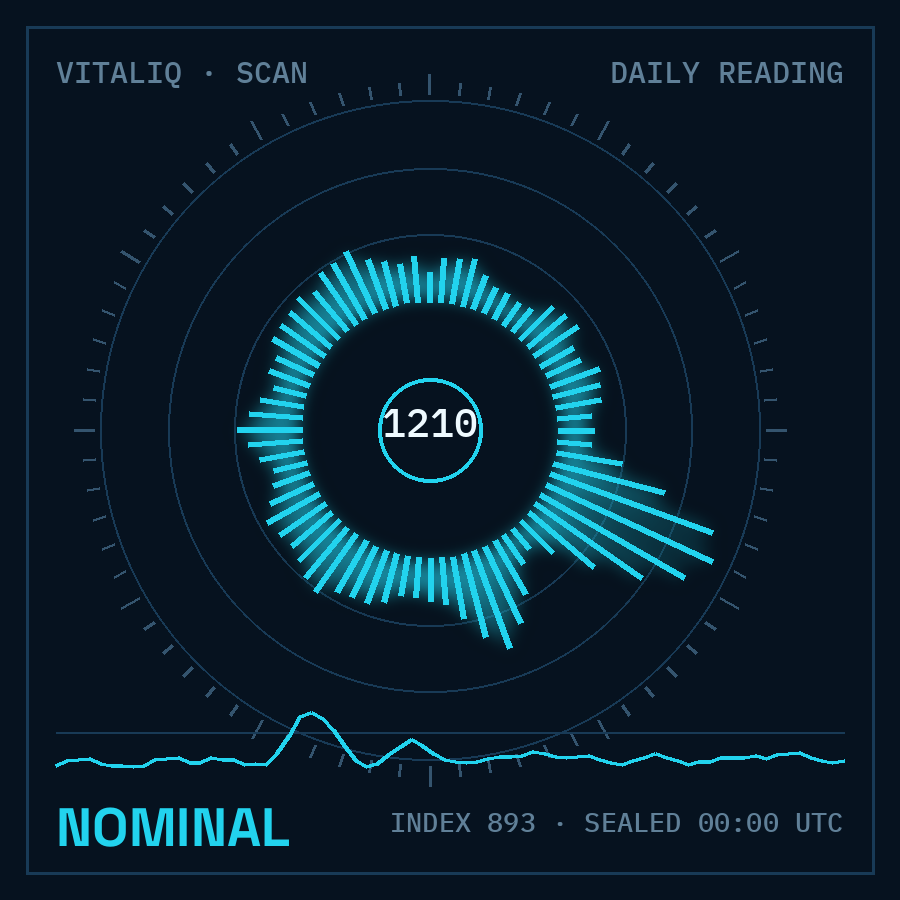 VITALIQ · SCAN
DAILY READING
1210
NOMINAL
INDEX 893 · SEALED 00:00 UTC